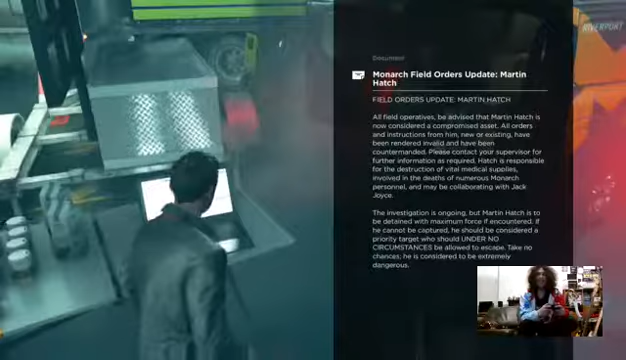 RIVERPORT
Document
Monarch Field Orders Update: Martin
Hatch
FIELD ORDERS UPDATE: MARTIN HATCH
All field operatives, be advised that Martin Hatch is
now considered a compromised asset. All orders
and instructions from him, new or existing, have
been rendered invalid and have been
countermanded. Please contact your supervisor for
further information as required. Hatch is responsible
for the destruction of vital medical supplies,
involved in the deaths of numerous Monarch
personnel, and may be collaborating with Jack
Joyce.
The investigation is ongoing, but Martin Hatch is to
be detained with maximum force if encountered. If
he cannot be captured, he should be considered a
priority target who should UNDER NO
CIRCUMSTANCES be allowed to escape. Take no
chances; he is considered to be extremely
dangerous.